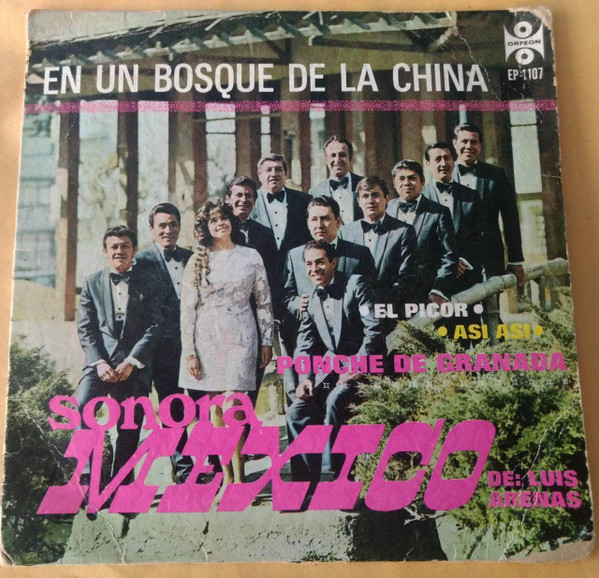 ORFEON
EP-1107
EN UN BOSQUE DE LA CHINA
• EL PICOR •
• ASI ASI •
PONCHE DE GRANADA
sonora
MEXICO
DE: LUIS
ARENAS